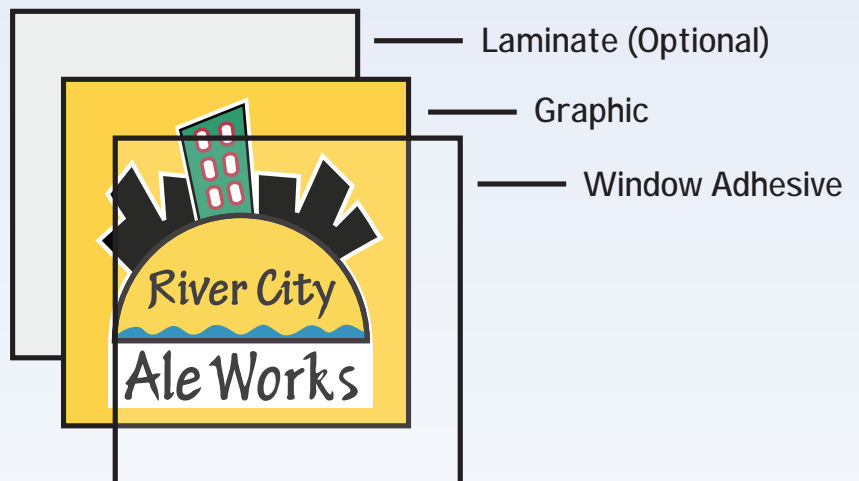 Laminate (Optional)
Graphic
Window Adhesive
River City
Ale Works